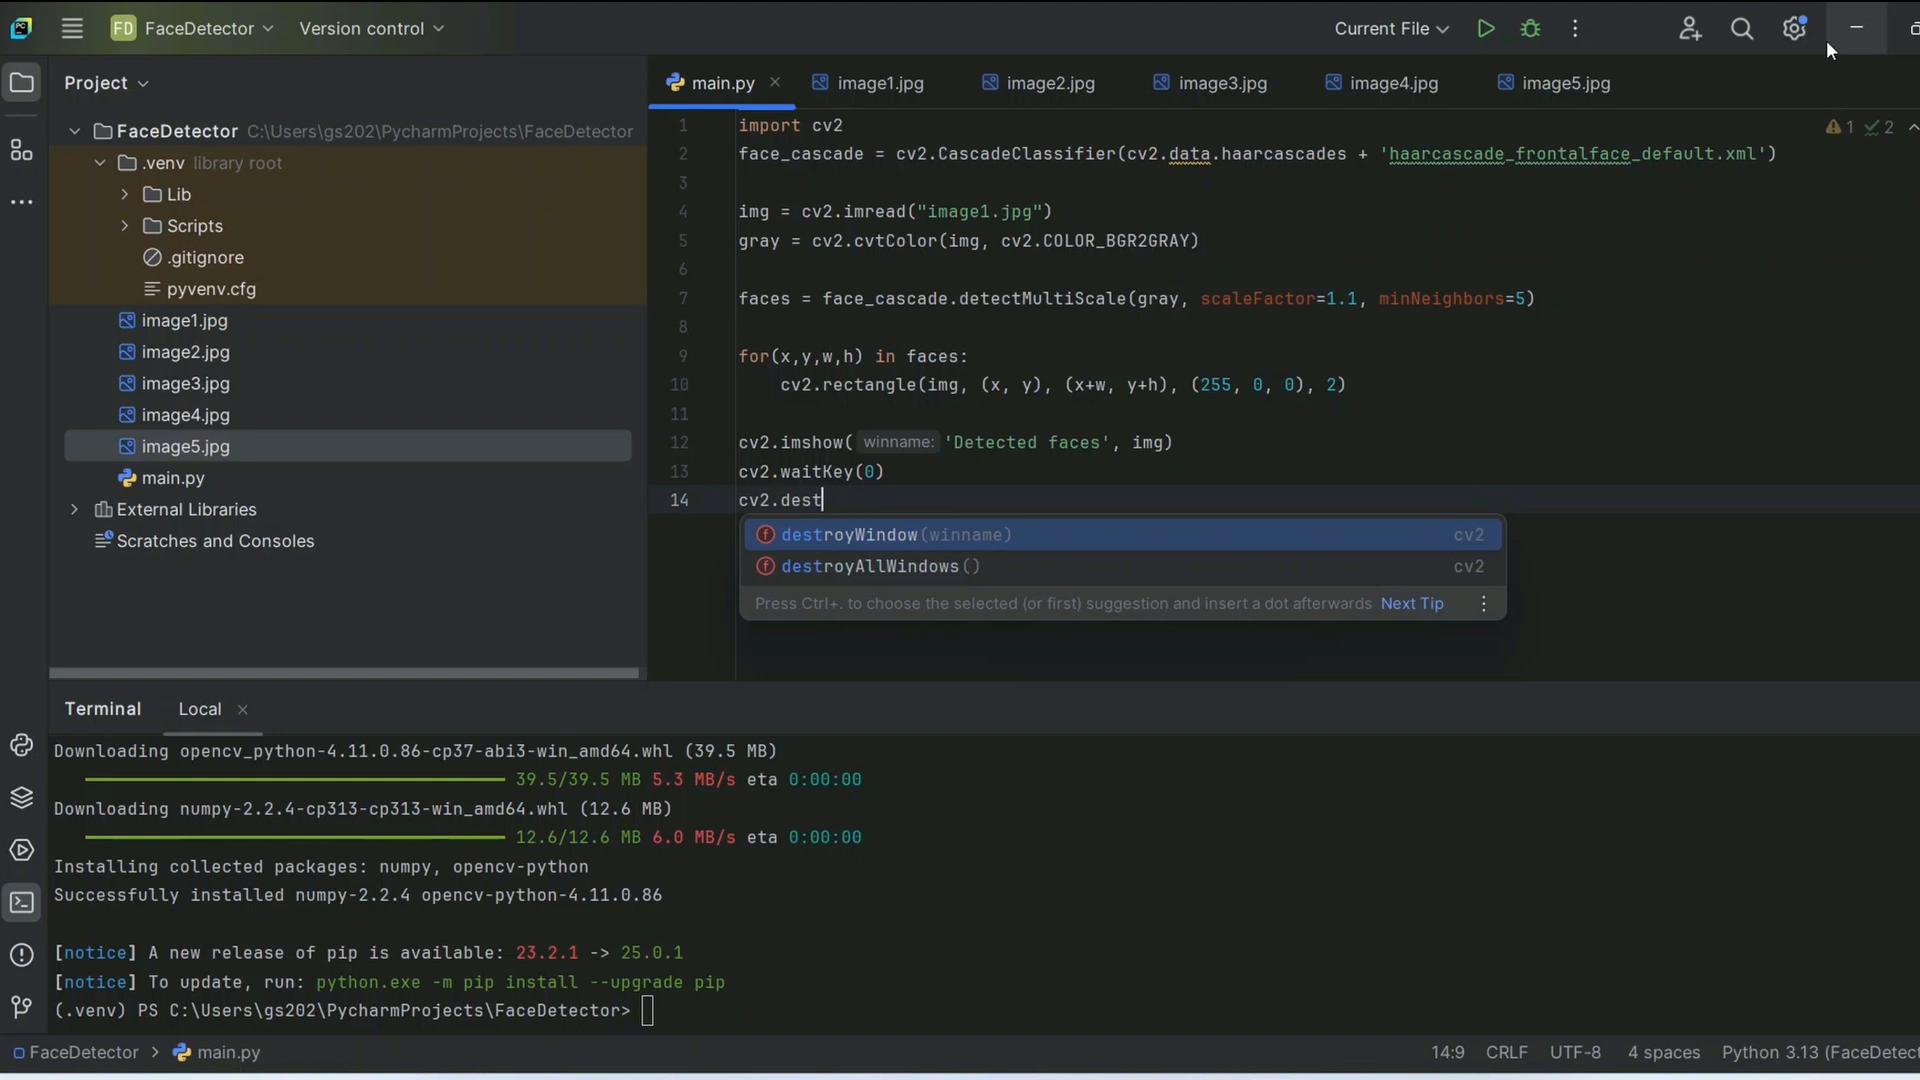 FD FaceDetector Version control Current File
Project
main.py image1.jpg image2.jpg image3.jpg image4.jpg image5.jpg
FaceDetector C:\Users\gs202\PycharmProjects\FaceDetector
.venv library root
Lib
Scripts
.gitignore
pyvenv.cfg
image1.jpg
image2.jpg
image3.jpg
image4.jpg
image5.jpg
main.py
External Libraries
Scratches and Consoles
1 2
1 import cv2
2 face_cascade = cv2.CascadeClassifier(cv2.data.haarcascades + 'haarcascade_frontalface_default.xml')
3
4 img = cv2.imread("image1.jpg")
5 gray = cv2.cvtColor(img, cv2.COLOR_BGR2GRAY)
6
7 faces = face_cascade.detectMultiScale(gray, scaleFactor=1.1, minNeighbors=5)
8
9 for(x,y,w,h) in faces:
10 cv2.rectangle(img, (x, y), (x+w, y+h), (255, 0, 0), 2)
11
12 cv2.imshow( winname: 'Detected faces', img)
13 cv2.waitKey(0)
14 cv2.dest
destroyWindow(winname) cv2
destroyAllWindows() cv2
Press Ctrl+. to choose the selected (or first) suggestion and insert a dot afterwards Next Tip
Terminal Local
Downloading opencv_python-4.11.0.86-cp37-abi3-win_amd64.whl (39.5 MB)
39.5/39.5 MB 5.3 MB/s eta 0:00:00
Downloading numpy-2.2.4-cp313-cp313-win_amd64.whl (12.6 MB)
12.6/12.6 MB 6.0 MB/s eta 0:00:00
Installing collected packages: numpy, opencv-python
Successfully installed numpy-2.2.4 opencv-python-4.11.0.86
[notice] A new release of pip is available: 23.2.1 -> 25.0.1
[notice] To update, run: python.exe -m pip install --upgrade pip
(.venv) PS C:\Users\gs202\PycharmProjects\FaceDetector>
FaceDetector > main.py 14:9 CRLF UTF-8 4 spaces Python 3.13 (FaceDetect